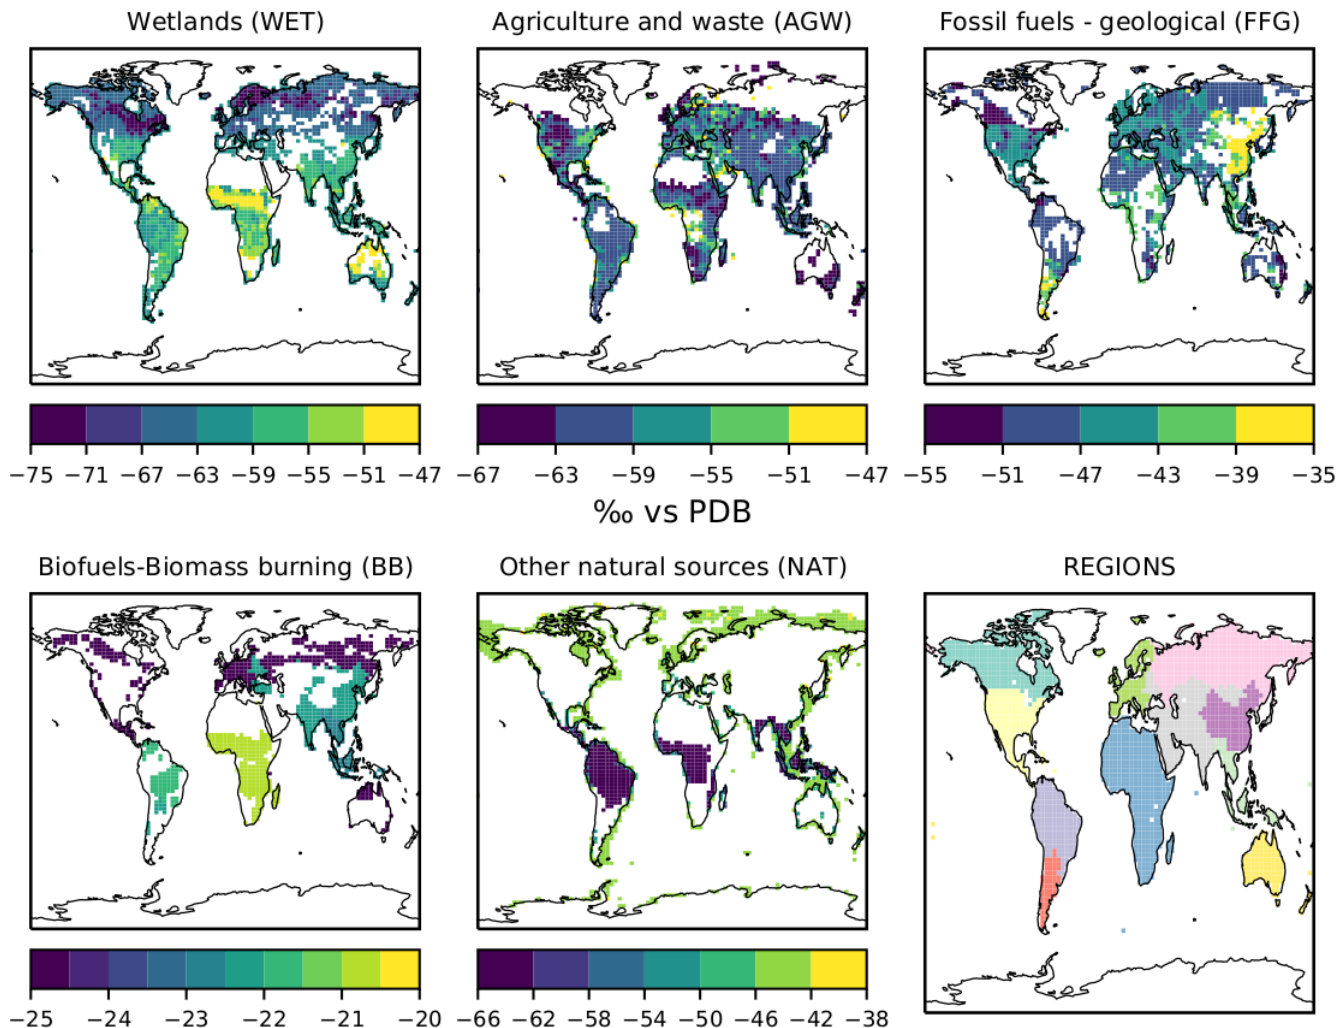 Wetlands (WET)
Agriculture and waste (AGW)
Fossil fuels - geological (FFG)
−75 −71 −67 −63 −59 −55 −51 −47
−67 −63 −59 −55 −51 −47
−55 −51 −47 −43 −39 −35
‰ vs PDB
Biofuels-Biomass burning (BB)
Other natural sources (NAT)
REGIONS
−25 −24 −23 −22 −21 −20
−66 −62 −58 −54 −50 −46 −42 −38